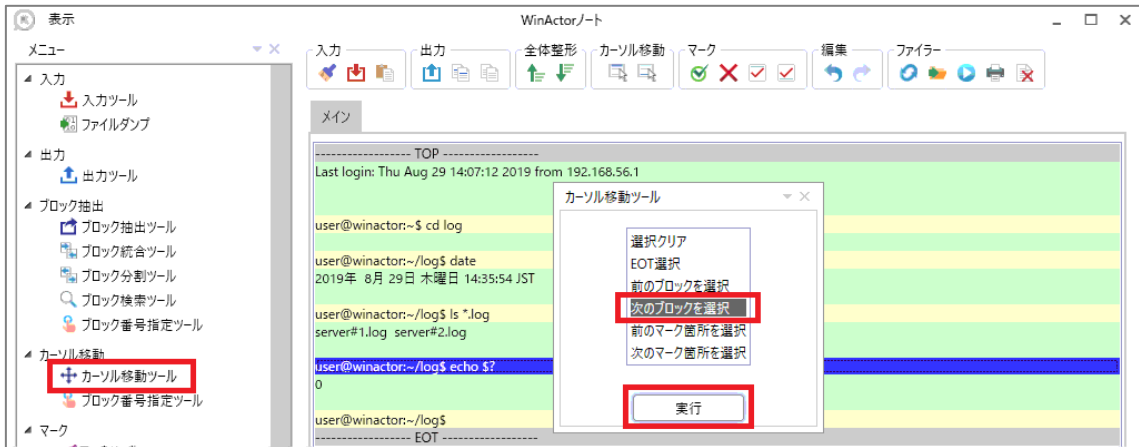 表示
WinActorノート
メニュー
入力
入力ツール
ファイルダンプ
出力
出力ツール
ブロック抽出
ブロック抽出ツール
ブロック統合ツール
ブロック分割ツール
ブロック検索ツール
ブロック番号指定ツール
カーソル移動
カーソル移動ツール
ブロック番号指定ツール
マーク
入力
出力
全体整形
カーソル移動
マーク
編集
ファイラー
メイン
------------------ TOP ------------------
Last login: Thu Aug 29 14:07:12 2019 from 192.168.56.1
user@winactor:~$ cd log
user@winactor:~/log$ date
2019年 8月 29日 木曜日 14:35:54 JST
user@winactor:~/log$ ls *.log
server#1.log server#2.log
user@winactor:~/log$ echo $?
0
user@winactor:~/log$
------------------ EOT ------------------
カーソル移動ツール
選択クリア
EOT選択
前のブロックを選択
次のブロックを選択
前のマーク箇所を選択
次のマーク箇所を選択
実行